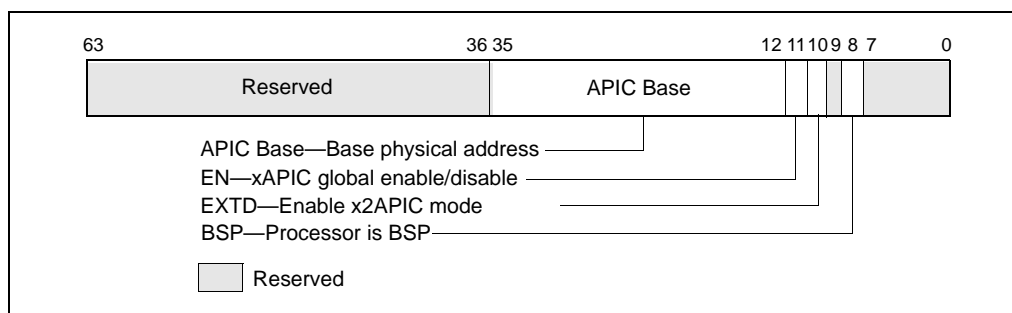 63 36 35 12 11 10 9 8 7 0
Reserved APIC Base
APIC Base—Base physical address
EN—xAPIC global enable/disable
EXTD—Enable x2APIC mode
BSP—Processor is BSP
Reserved